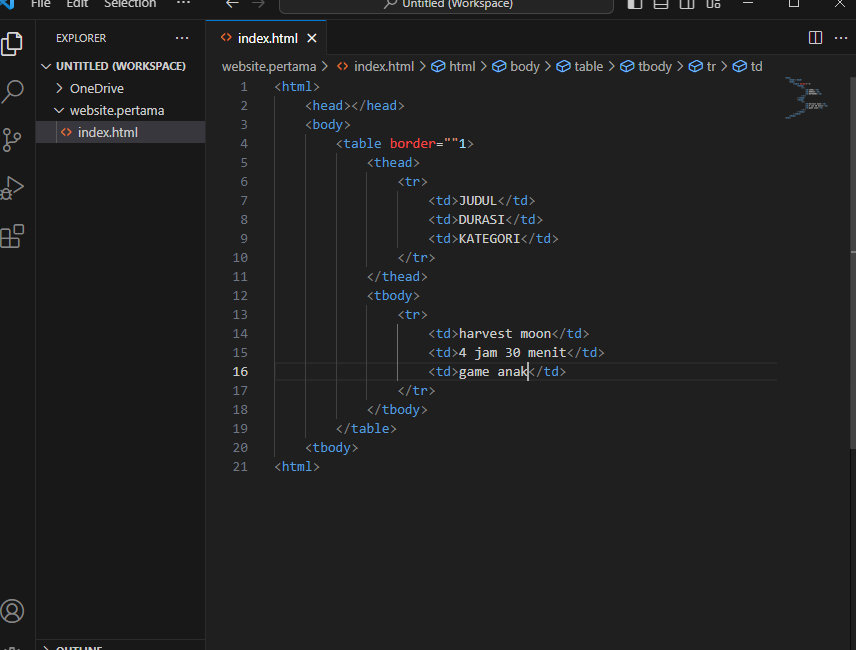 File Edit Selection ··· Untitled (Workspace)
EXPLORER ···
UNTITLED (WORKSPACE)
OneDrive
website.pertama
index.html
index.html
website.pertama > index.html > html > body > table > tbody > tr > td
1 <html>
2 <head></head>
3 <body>
4 <table border=""1>
5 <thead>
6 <tr>
7 <td>JUDUL</td>
8 <td>DURASI</td>
9 <td>KATEGORI</td>
10 </tr>
11 </thead>
12 <tbody>
13 <tr>
14 <td>harvest moon</td>
15 <td>4 jam 30 menit</td>
16 <td>game anak</td>
17 </tr>
18 </tbody>
19 </table>
20 <tbody>
21 <html>
OUTLINE